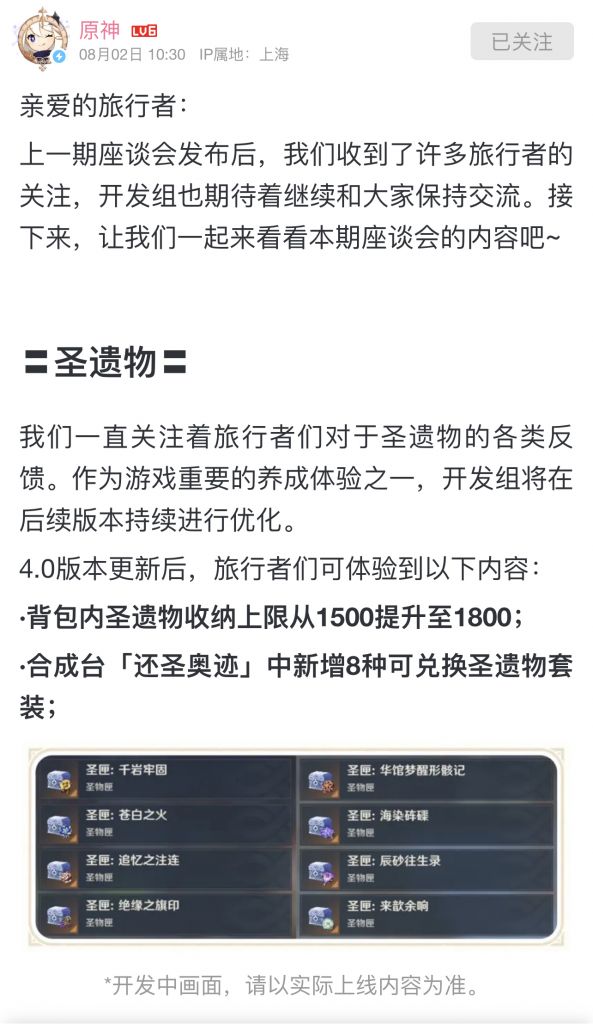 原神 LV6
08月02日 10:30 IP属地：上海
已关注
亲爱的旅行者：
上一期座谈会发布后，我们收到了许多旅行者的
关注，开发组也期待着继续和大家保持交流。接
下来，让我们一起来看看本期座谈会的内容吧~
〓圣遗物〓
我们一直关注着旅行者们对于圣遗物的各类反
馈。作为游戏重要的养成体验之一，开发组将在
后续版本持续进行优化。
4.0版本更新后，旅行者们可体验到以下内容：
·背包内圣遗物收纳上限从1500提升至1800；
·合成台「还圣奥迹」中新增8种可兑换圣遗物套
装；
圣匣: 千岩牢固
圣物匣
圣匣: 华馆梦醒形骸记
圣物匣
圣匣: 苍白之火
圣物匣
圣匣: 海染砗磲
圣物匣
圣匣: 追忆之注连
圣物匣
圣匣: 辰砂往生录
圣物匣
圣匣: 绝缘之旗印
圣物匣
圣匣: 来歆余响
圣物匣
*开发中画面，请以实际上线内容为准。